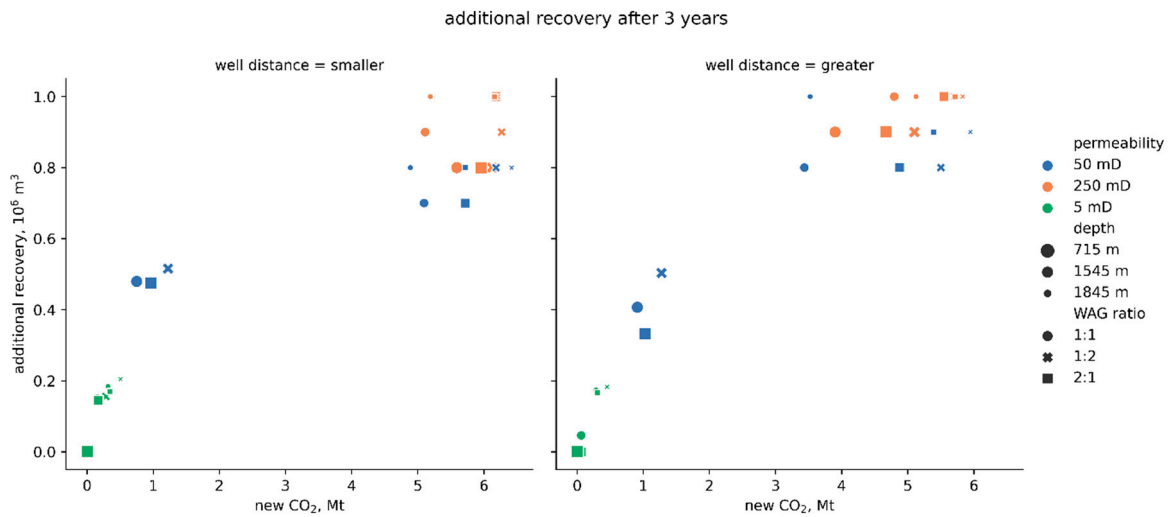 additional recovery after 3 years
well distance = smaller
well distance = greater
additional recovery, 10⁶ m³
1.0
0.8
0.6
0.4
0.2
0.0
0 1 2 3 4 5 6
new CO₂, Mt
0 1 2 3 4 5 6
new CO₂, Mt
permeability
50 mD
250 mD
5 mD
depth
715 m
1545 m
1845 m
WAG ratio
1:1
1:2
2:1